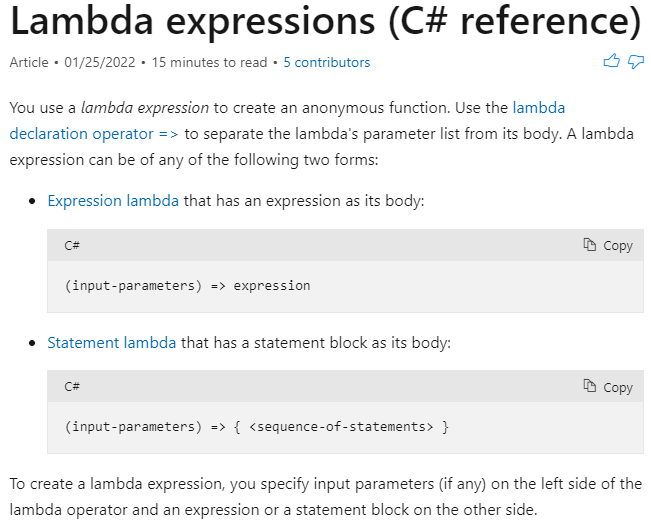 Lambda expressions (C# reference)
Article • 01/25/2022 • 15 minutes to read • 5 contributors
You use a lambda expression to create an anonymous function. Use the lambda
declaration operator => to separate the lambda's parameter list from its body. A lambda
expression can be of any of the following two forms:
• Expression lambda that has an expression as its body:
C# Copy
(input-parameters) => expression
• Statement lambda that has a statement block as its body:
C# Copy
(input-parameters) => { <sequence-of-statements> }
To create a lambda expression, you specify input parameters (if any) on the left side of the
lambda operator and an expression or a statement block on the other side.